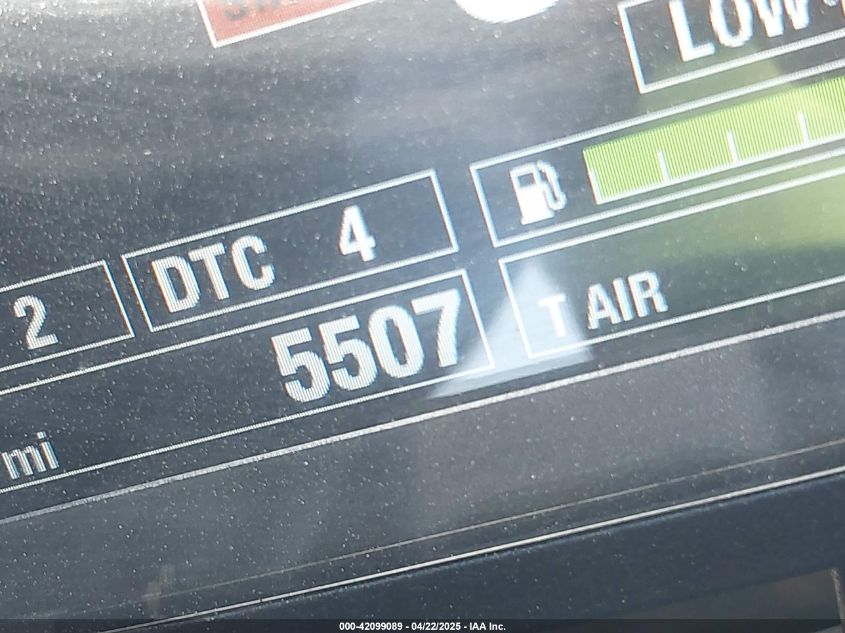 LOW
DTC 4
2
5507
T AIR
mi
000-42099089 - 04/22/2025 - IAA Inc.